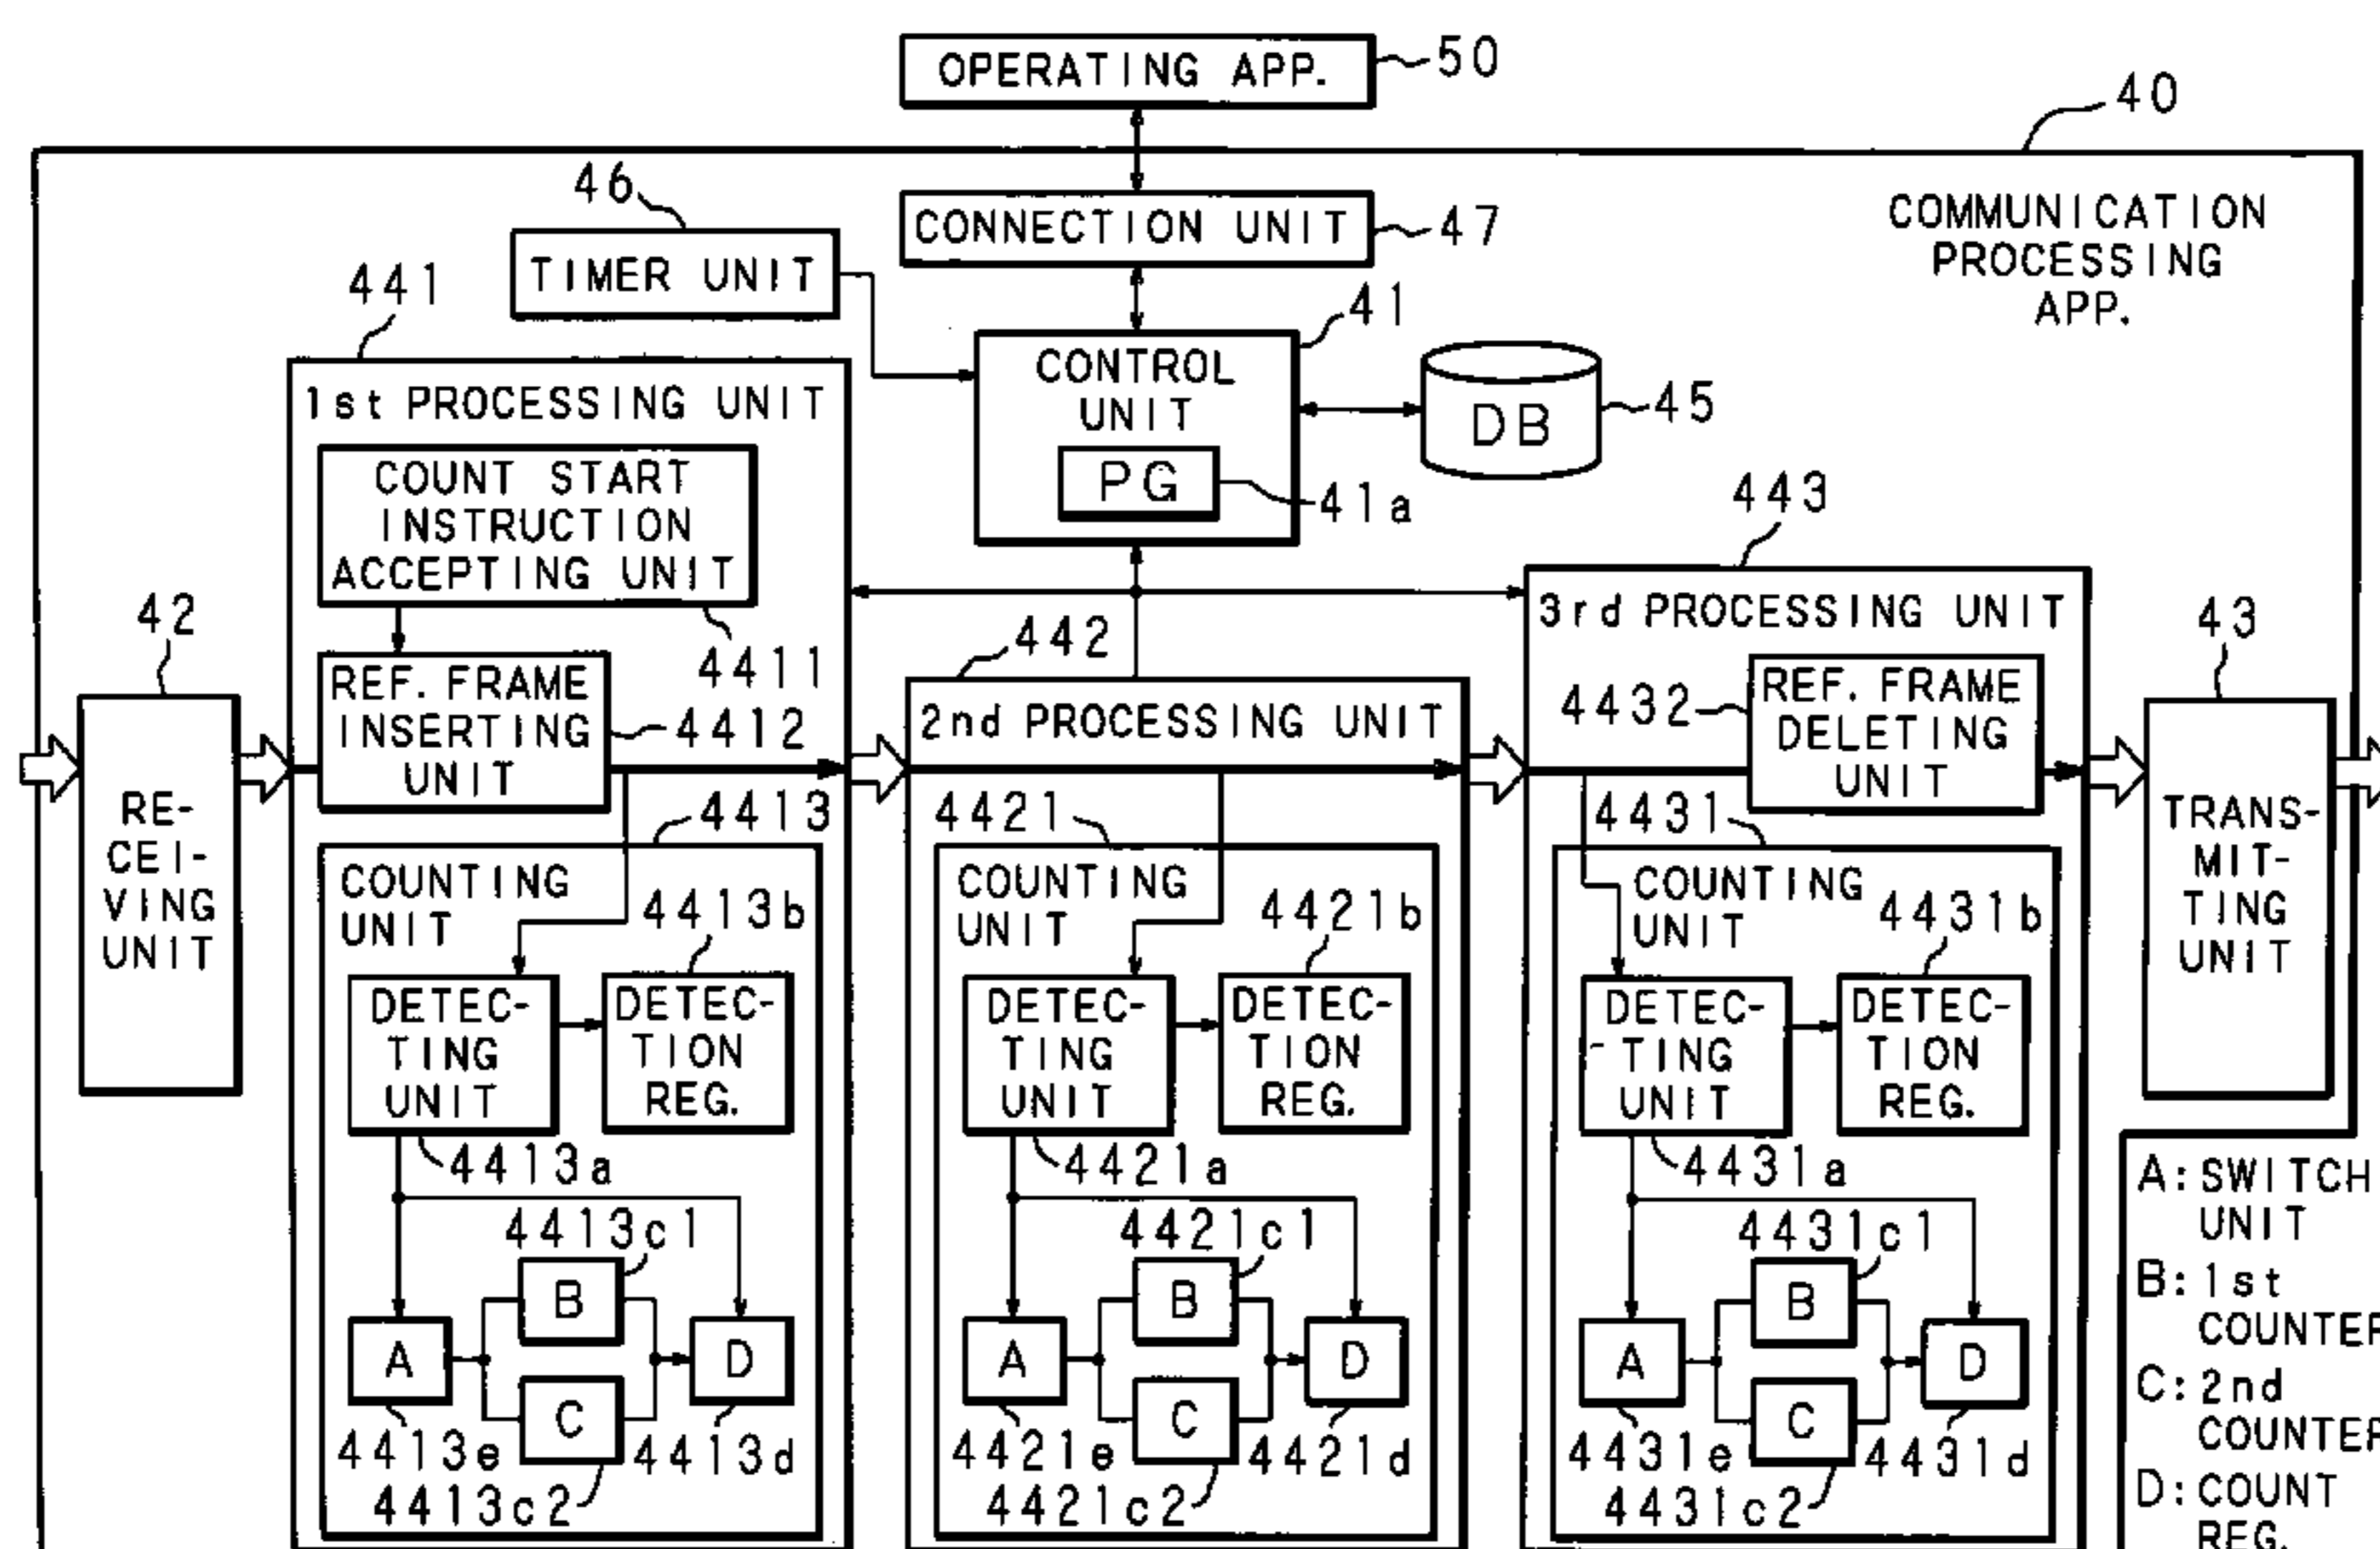 OPERATING APP.
50
40
COMMUNICATION
PROCESSING
APP.
46
TIMER UNIT
CONNECTION UNIT
47
41
CONTROL
UNIT
PG
41a
DB
45
441
1st PROCESSING UNIT
COUNT START
INSTRUCTION
ACCEPTING UNIT
4411
REF. FRAME
INSERTING
UNIT
4412
42
RE-
CEI-
VING
UNIT
4413
COUNTING
UNIT
4413b
DETEC-
TING
UNIT
DETEC-
TION
REG.
4413a
4413c1
B
A
D
C
4413e
4413d
4413c2
442
2nd PROCESSING UNIT
4421
COUNTING
UNIT
4421b
DETEC-
TING
UNIT
DETEC-
TION
REG.
4421a
4421c1
B
A
D
C
4421e
4421d
4421c2
443
3rd PROCESSING UNIT
4432
REF. FRAME
DELETING
UNIT
4431
COUNTING
UNIT
4431b
DETEC-
TING
UNIT
DETEC-
TION
REG.
4431a
4431c1
B
A
D
C
4431e
4431d
4431c2
43
TRANS-
MIT-
TING
UNIT
A: SWITCH
UNIT
B: 1st
COUNTER
C: 2nd
COUNTER
D: COUNT
REG.